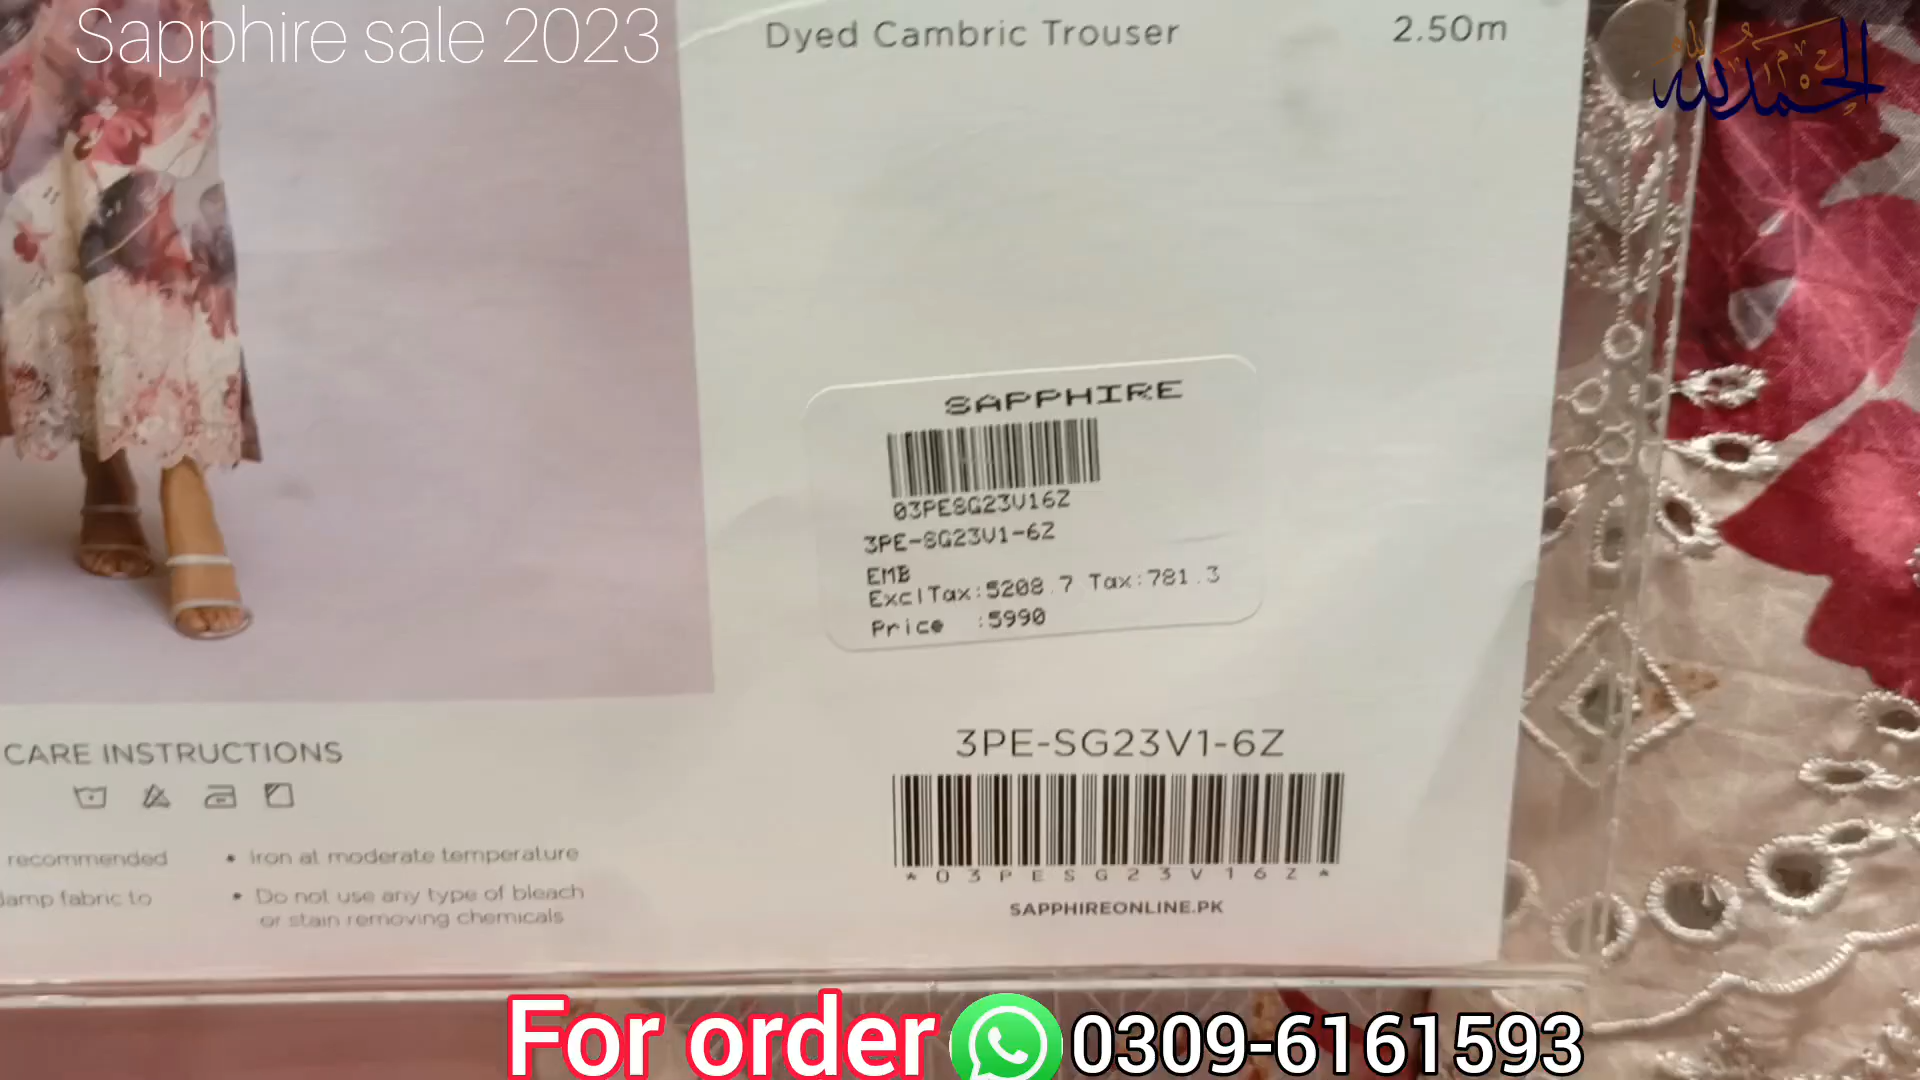 Sapphire sale 2023
Dyed Cambric Trouser 2.50m
الحمدلله
SAPPHIRE
03PESG23V16Z
3PE-SG23V1-6Z
EMB
ExclTax:5208.7 Tax:781.3
Price :5990
3PE-SG23V1-6Z
*03PESG23V16Z*
SAPPHIREONLINE.PK
CARE INSTRUCTIONS
recommended
damp fabric to
• Iron at moderate temperature
• Do not use any type of bleach
or stain removing chemicals
For order 0309-6161593